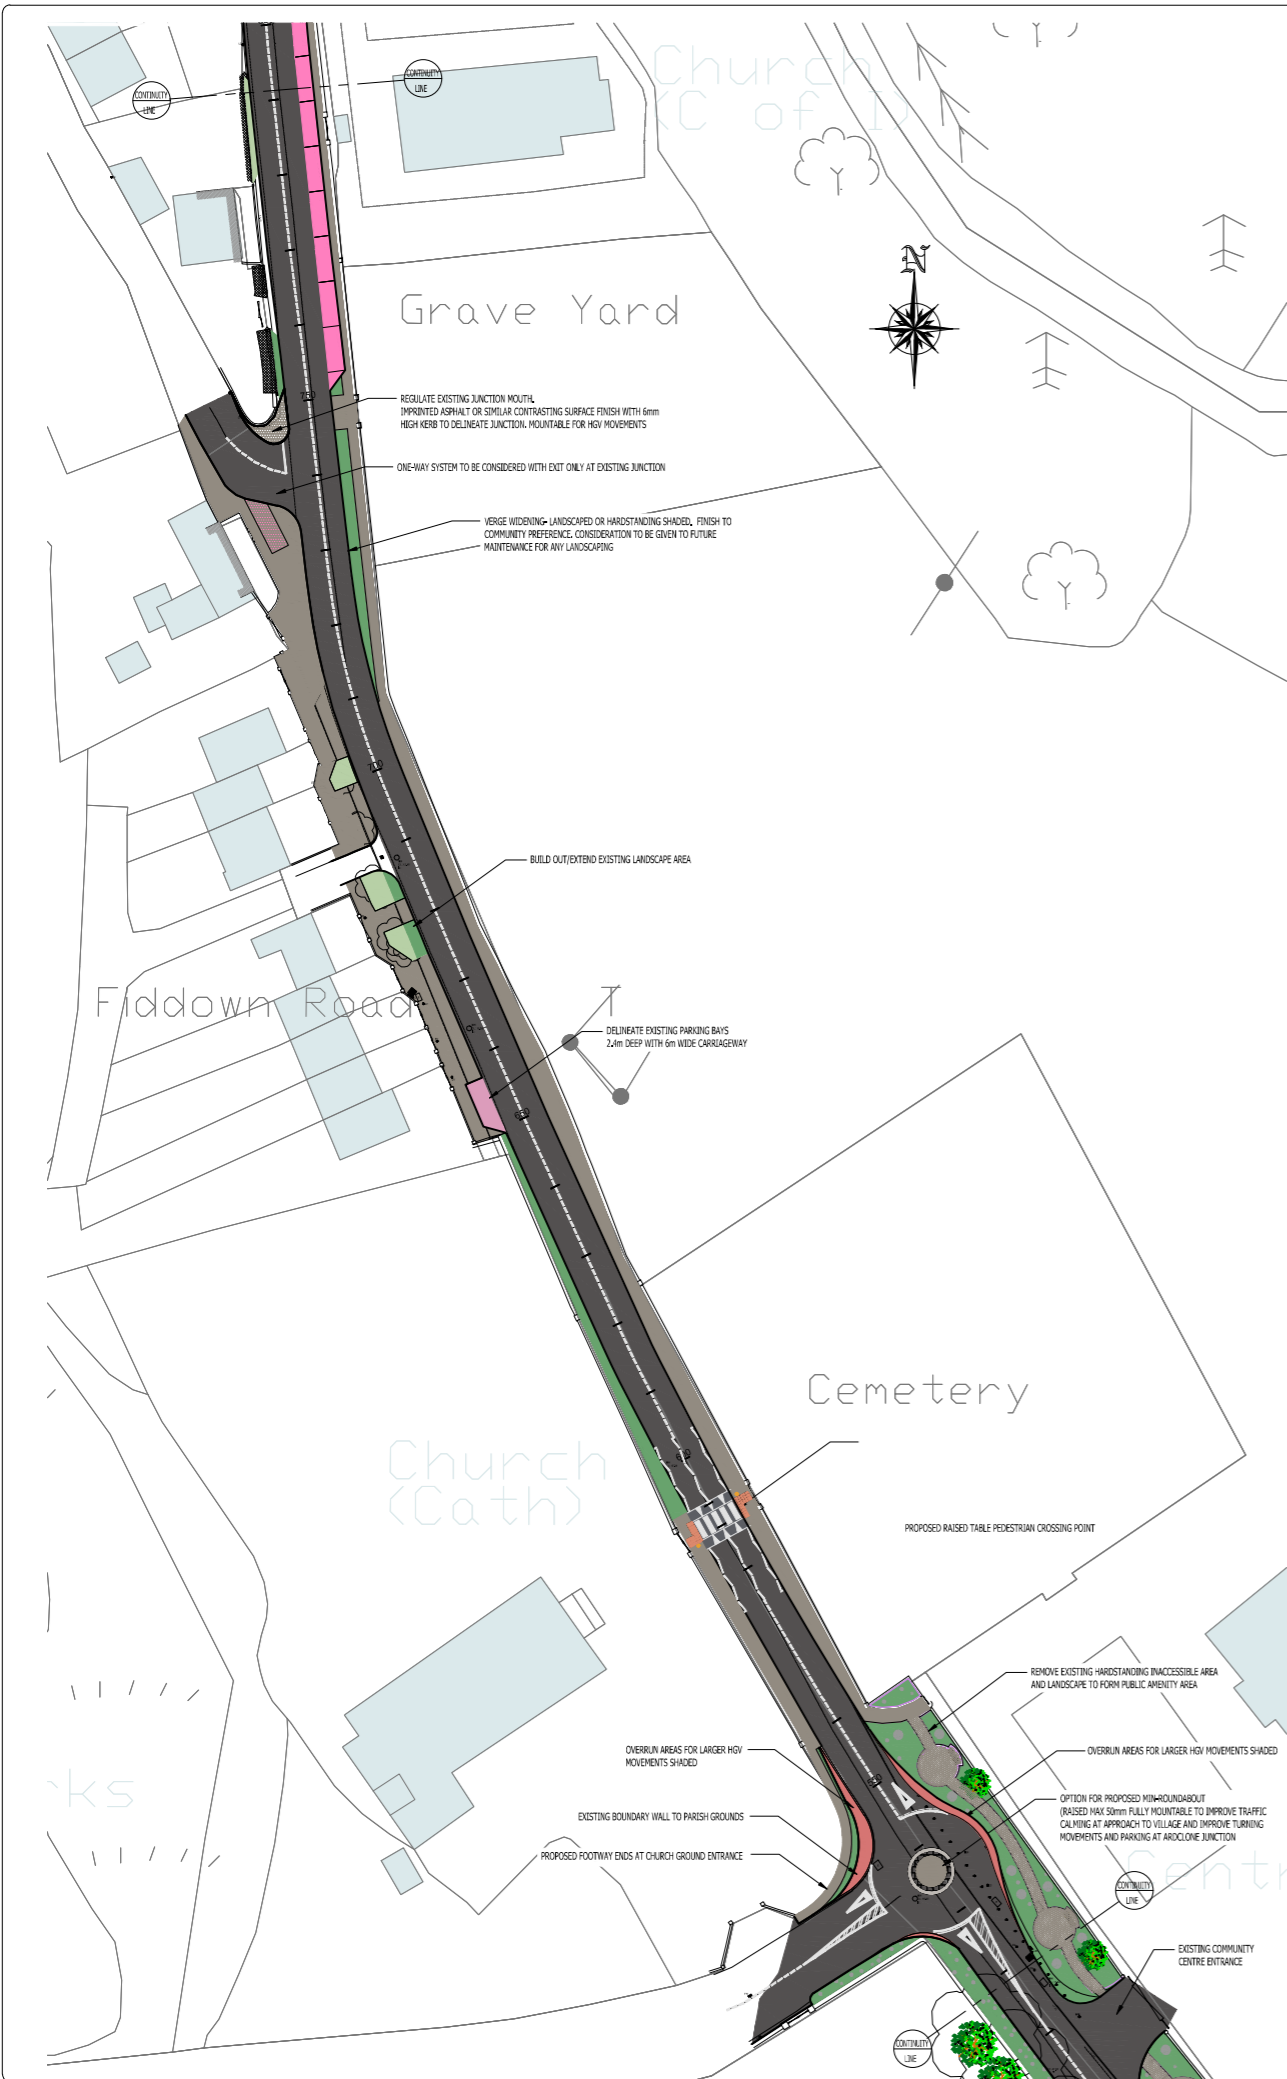 Church
(C of I)
CONTINUITY
LINE
CONTINUITY
LINE
N
Grave Yard
REGULATE EXISTING JUNCTION MOUTH.
IMPRINTED ASPHALT OR SIMILAR CONTRASTING SURFACE FINISH WITH 6mm
HIGH KERB TO DELINEATE JUNCTION. MOUNTABLE FOR HGV MOVEMENTS
750
ONE-WAY SYSTEM TO BE CONSIDERED WITH EXIT ONLY AT EXISTING JUNCTION
VERGE WIDENING- LANDSCAPED OR HARDSTANDING SHADED. FINISH TO
COMMUNITY PREFERENCE. CONSIDERATION TO BE GIVEN TO FUTURE
MAINTENANCE FOR ANY LANDSCAPING
700
BUILD OUT/EXTEND EXISTING LANDSCAPE AREA
Fiddown Road
T
DELINEATE EXISTING PARKING BAYS
2.4m DEEP WITH 6m WIDE CARRIAGEWAY
Cemetery
Church
(Cath)
PROPOSED RAISED TABLE PEDESTRIAN CROSSING POINT
REMOVE EXISTING HARDSTANDING INACCESSIBLE AREA
AND LANDSCAPE TO FORM PUBLIC AMENITY AREA
OVERRUN AREAS FOR LARGER HGV
MOVEMENTS SHADED
OVERRUN AREAS FOR LARGER HGV MOVEMENTS SHADED
rks
EXISTING BOUNDARY WALL TO PARISH GROUNDS
OPTION FOR PROPOSED MINI-ROUNDABOUT
(RAISED MAX 50mm FULLY MOUNTABLE TO IMPROVE TRAFFIC
CALMING AT APPROACH TO VILLAGE AND IMPROVE TURNING
MOVEMENTS AND PARKING AT ARDCLONE JUNCTION
PROPOSED FOOTWAY ENDS AT CHURCH GROUND ENTRANCE
Centr
CONTINUITY
LINE
EXISTING COMMUNITY
CENTRE ENTRANCE
CONTINUITY
LINE